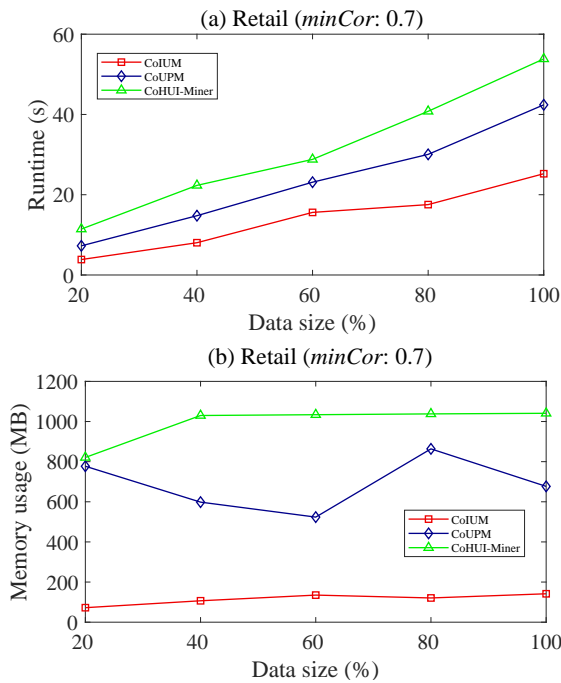 (a) Retail (minCor: 0.7)
60
40
20
0
Runtime (s)
CoIUM
CoUPM
CoHUI-Miner
20 40 60 80 100
Data size (%)
(b) Retail (minCor: 0.7)
1200
1000
800
600
400
200
0
Memory usage (MB)
CoIUM
CoUPM
CoHUI-Miner
20 40 60 80 100
Data size (%)